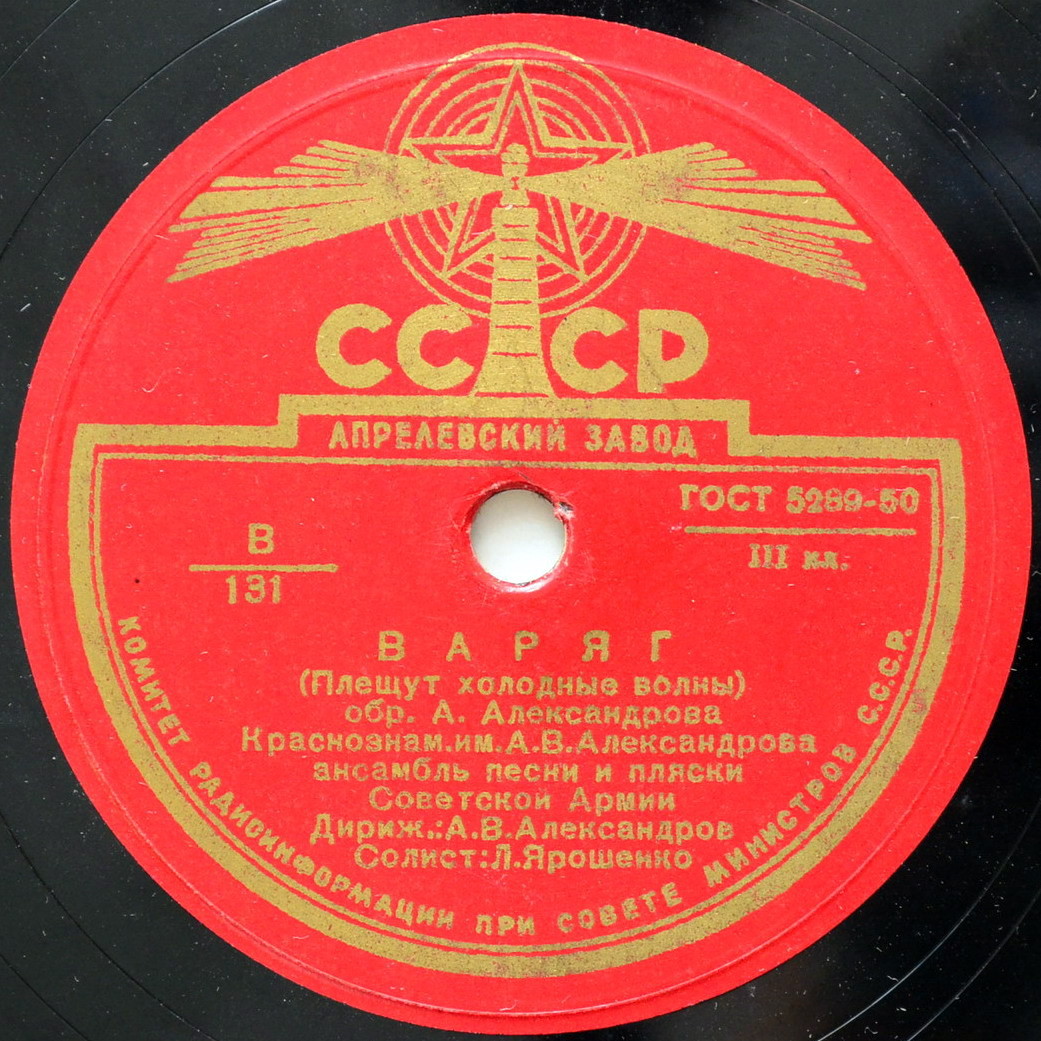 СССР
АПРЕЛЕВСКИЙ ЗАВОД
ГОСТ 5289-50
III кл.
В
131
ВАРЯГ
(Плещут холодные волны)
обр. А. Александрова
Краснознам.им.А.В.Александрова
ансамбль песни и пляски
Советской Армии
Дириж.:А.В.Александров
Солист:Л.Ярошенко
КОМИТЕТ РАДИОИНФОРМАЦИИ ПРИ СОВЕТЕ МИНИСТРОВ С.С.С.Р.